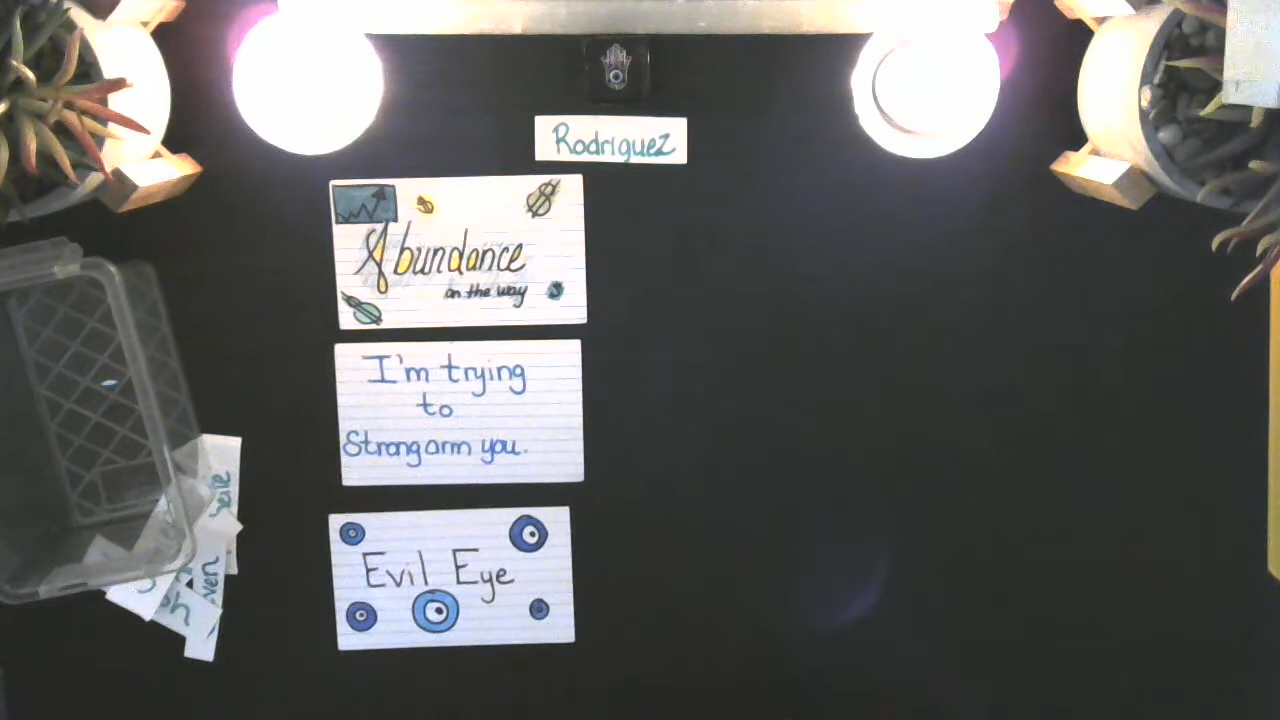 Rodriguez
Abundance
on the way
I'm trying
to
Strongarm you.
Evil Eye